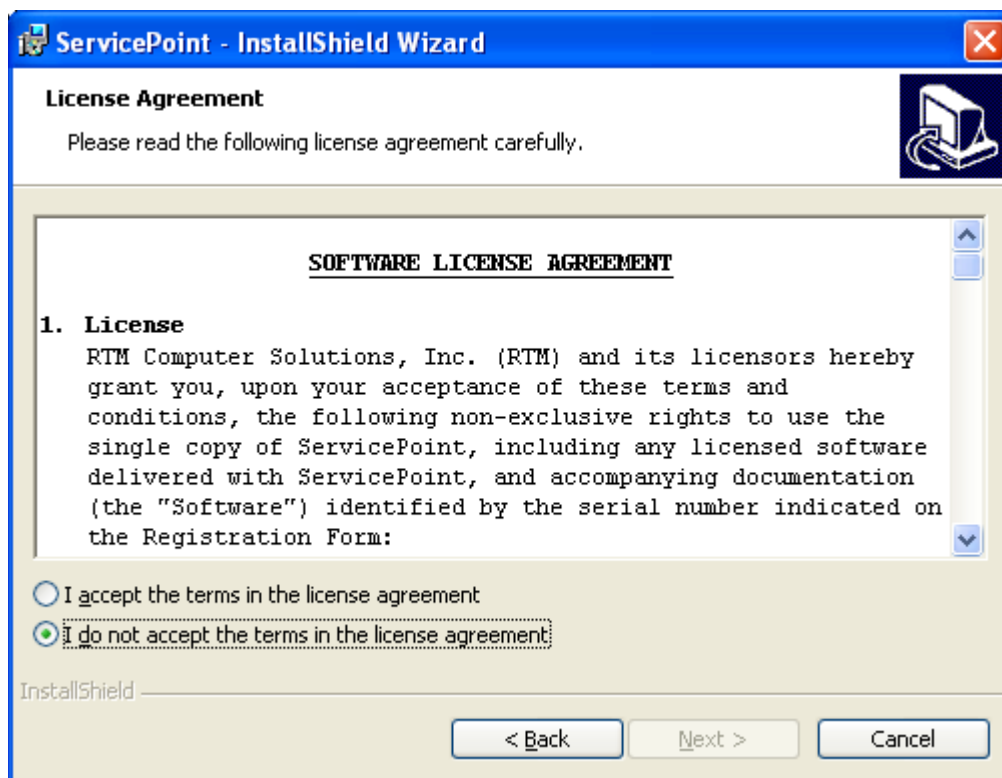 ServicePoint - InstallShield Wizard
License Agreement
Please read the following license agreement carefully.
SOFTWARE LICENSE AGREEMENT
1. License
RTM Computer Solutions, Inc. (RTM) and its licensors hereby
grant you, upon your acceptance of these terms and
conditions, the following non-exclusive rights to use the
single copy of ServicePoint, including any licensed software
delivered with ServicePoint, and accompanying documentation
(the "Software") identified by the serial number indicated on
the Registration Form:
I accept the terms in the license agreement
I do not accept the terms in the license agreement
InstallShield
< Back Next > Cancel